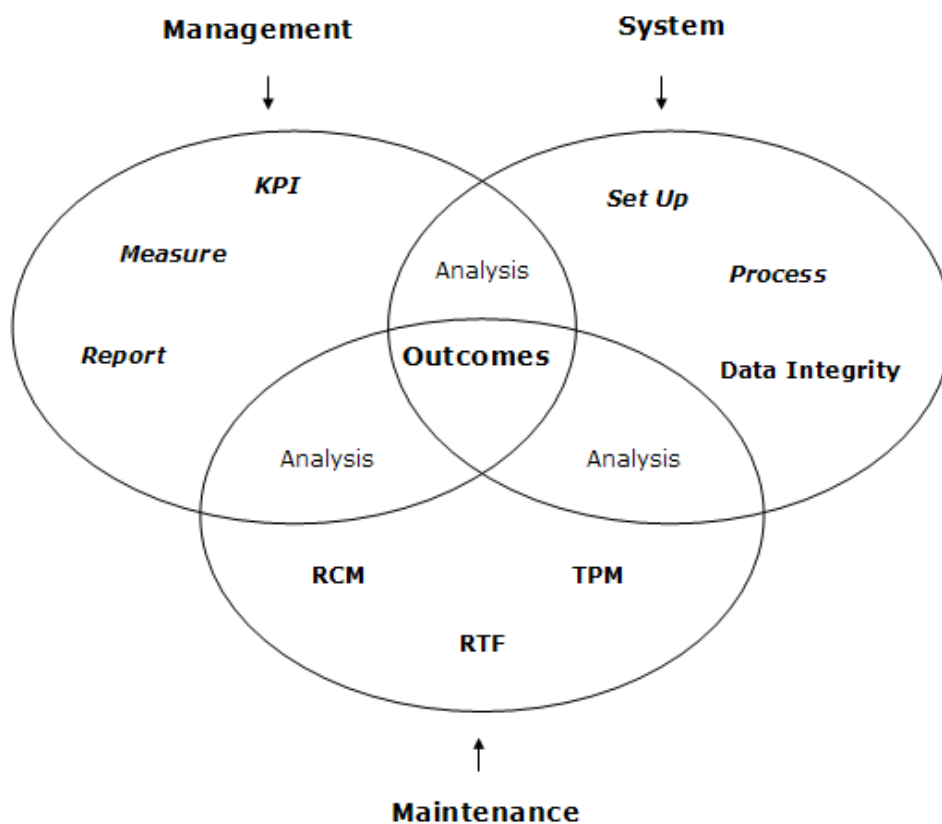 Management
System
KPI
Set Up
Measure
Analysis
Process
Report
Outcomes
Data Integrity
Analysis
Analysis
RCM
TPM
RTF
Maintenance